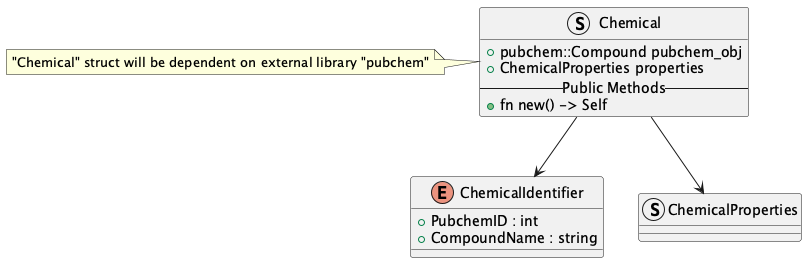 S Chemical
pubchem::Compound pubchem_obj
ChemicalProperties properties
Public Methods
fn new() -> Self
"Chemical" struct will be dependent on external library "pubchem"
E ChemicalIdentifier
PubchemID : int
CompoundName : string
S ChemicalProperties